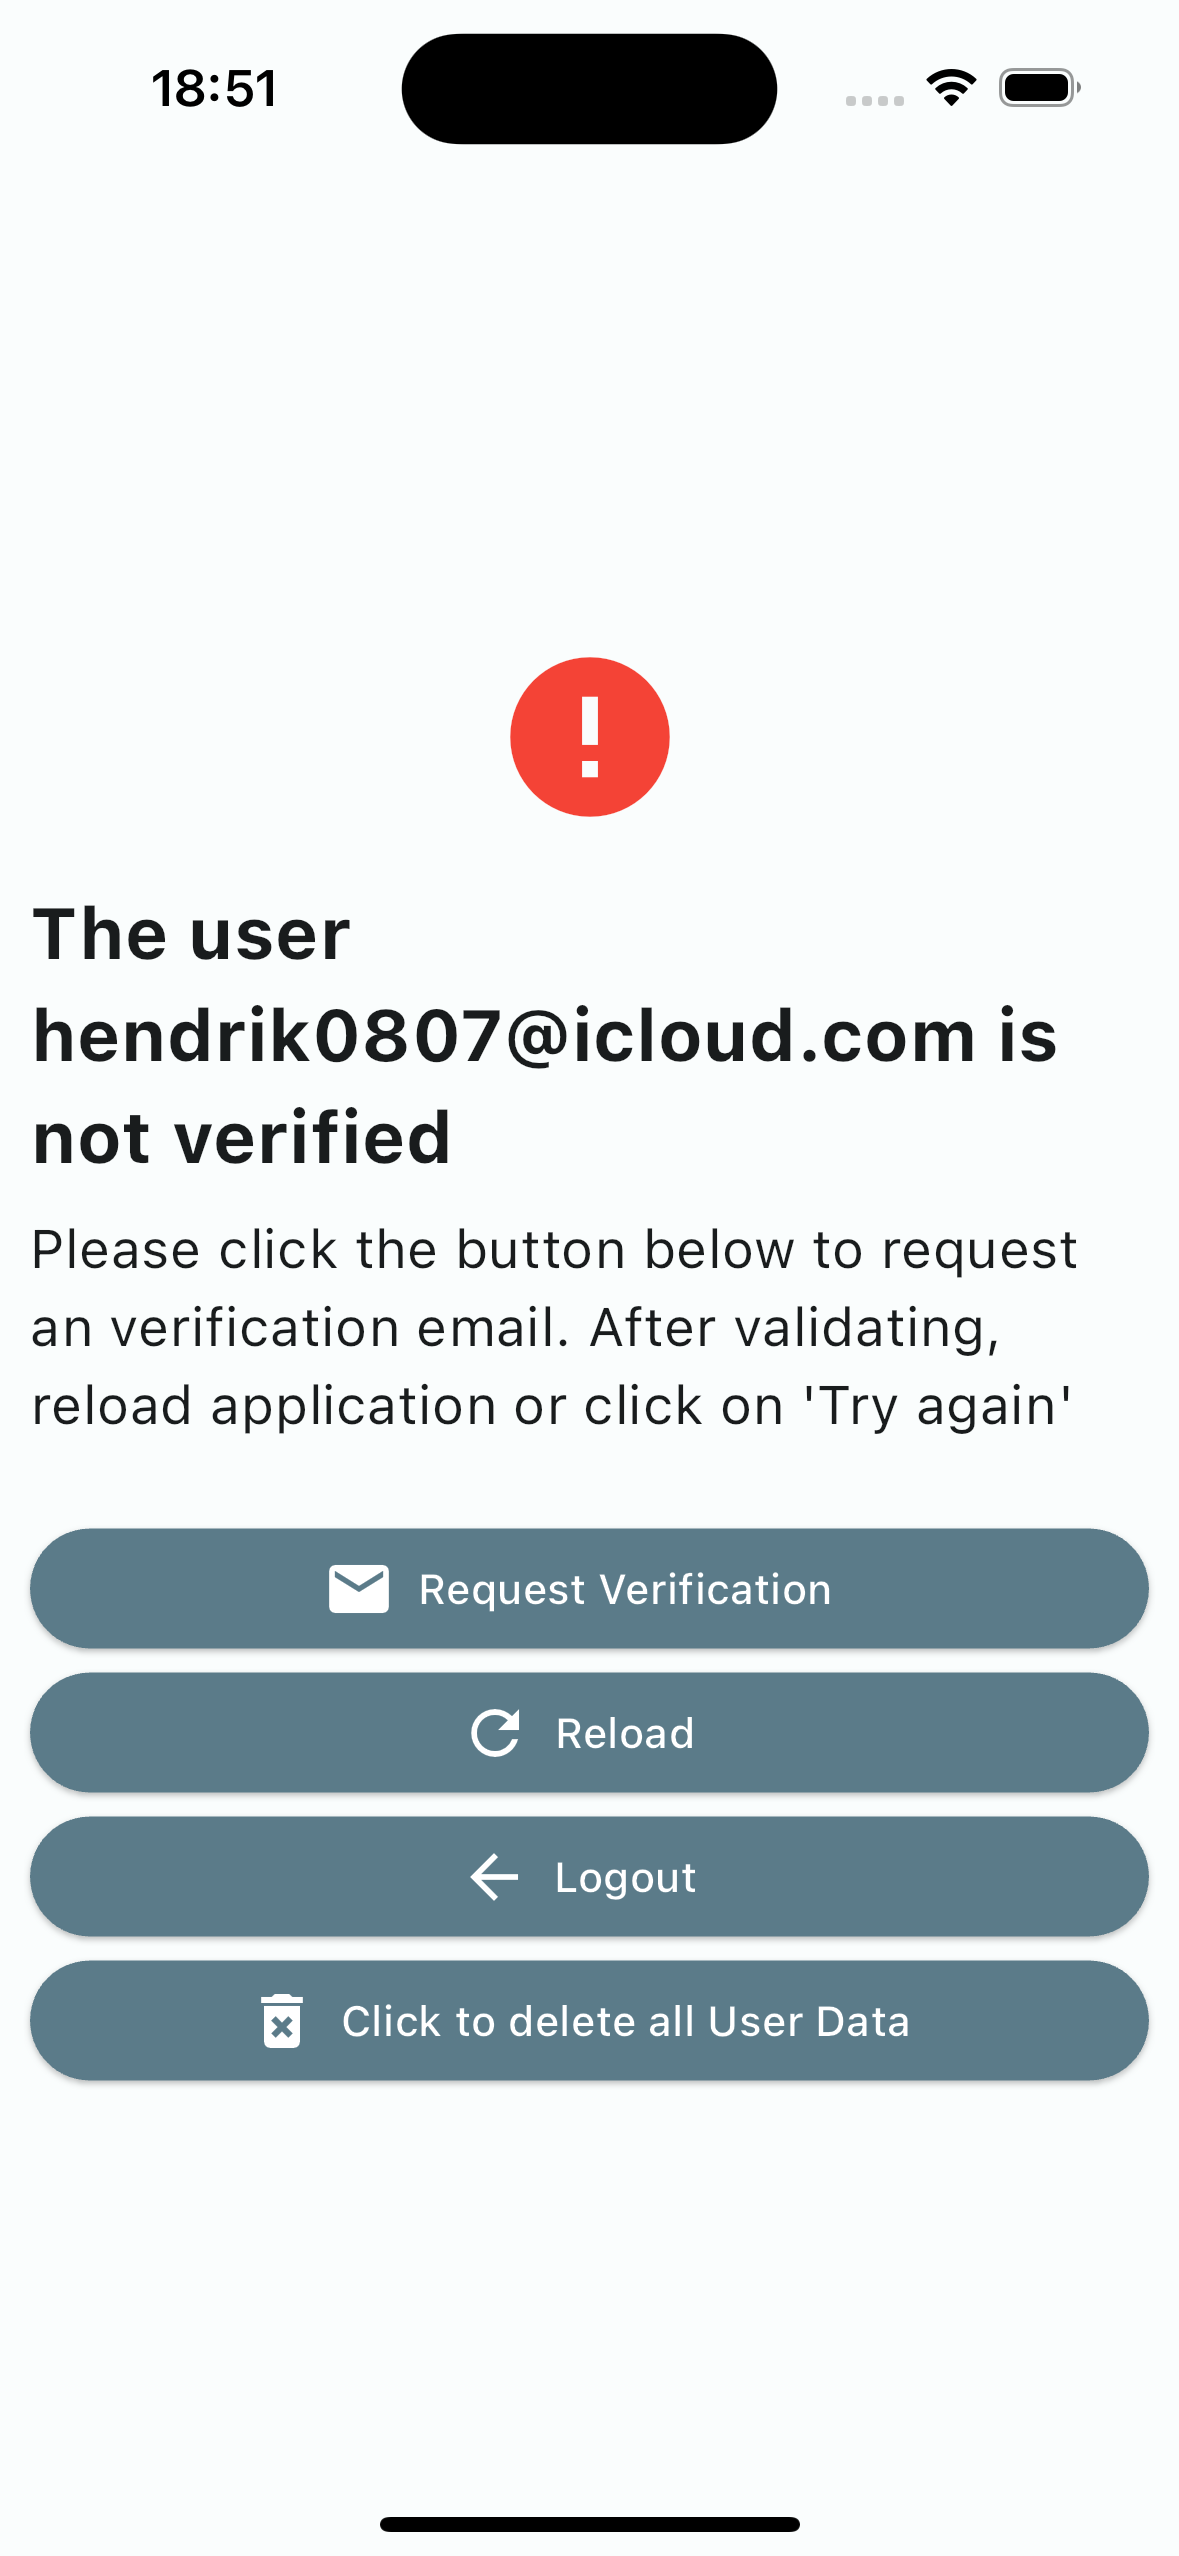 18:51
The user
hendrik0807@icloud.com is
not verified
Please click the button below to request
an verification email. After validating,
reload application or click on 'Try again'
Request Verification
Reload
Logout
Click to delete all User Data